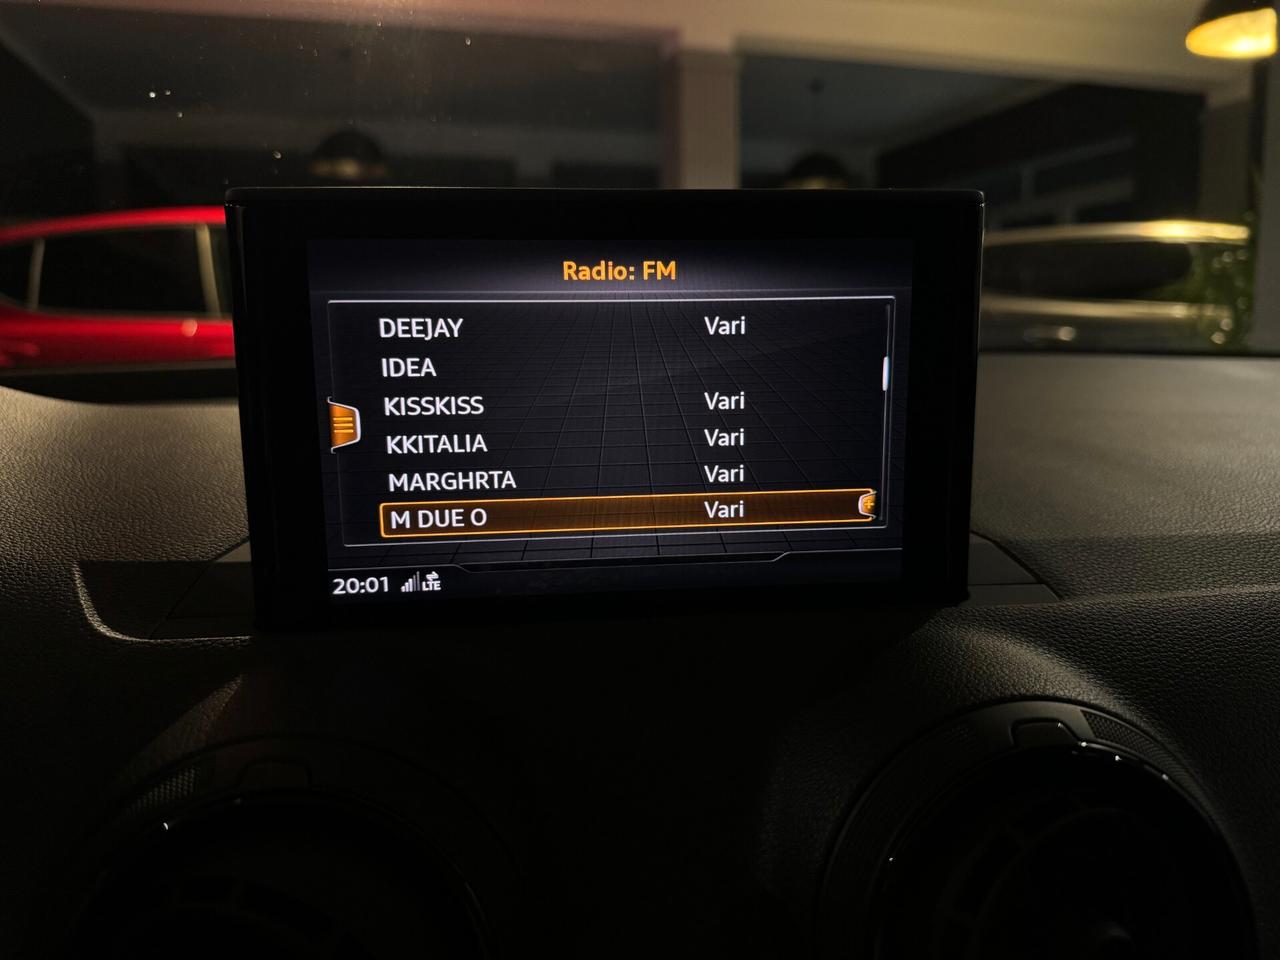 Radio: FM
DEEJAY Vari
IDEA
KISSKISS Vari
KKITALIA Vari
MARGHRTA Vari
M DUE O Vari
20:01 LTE